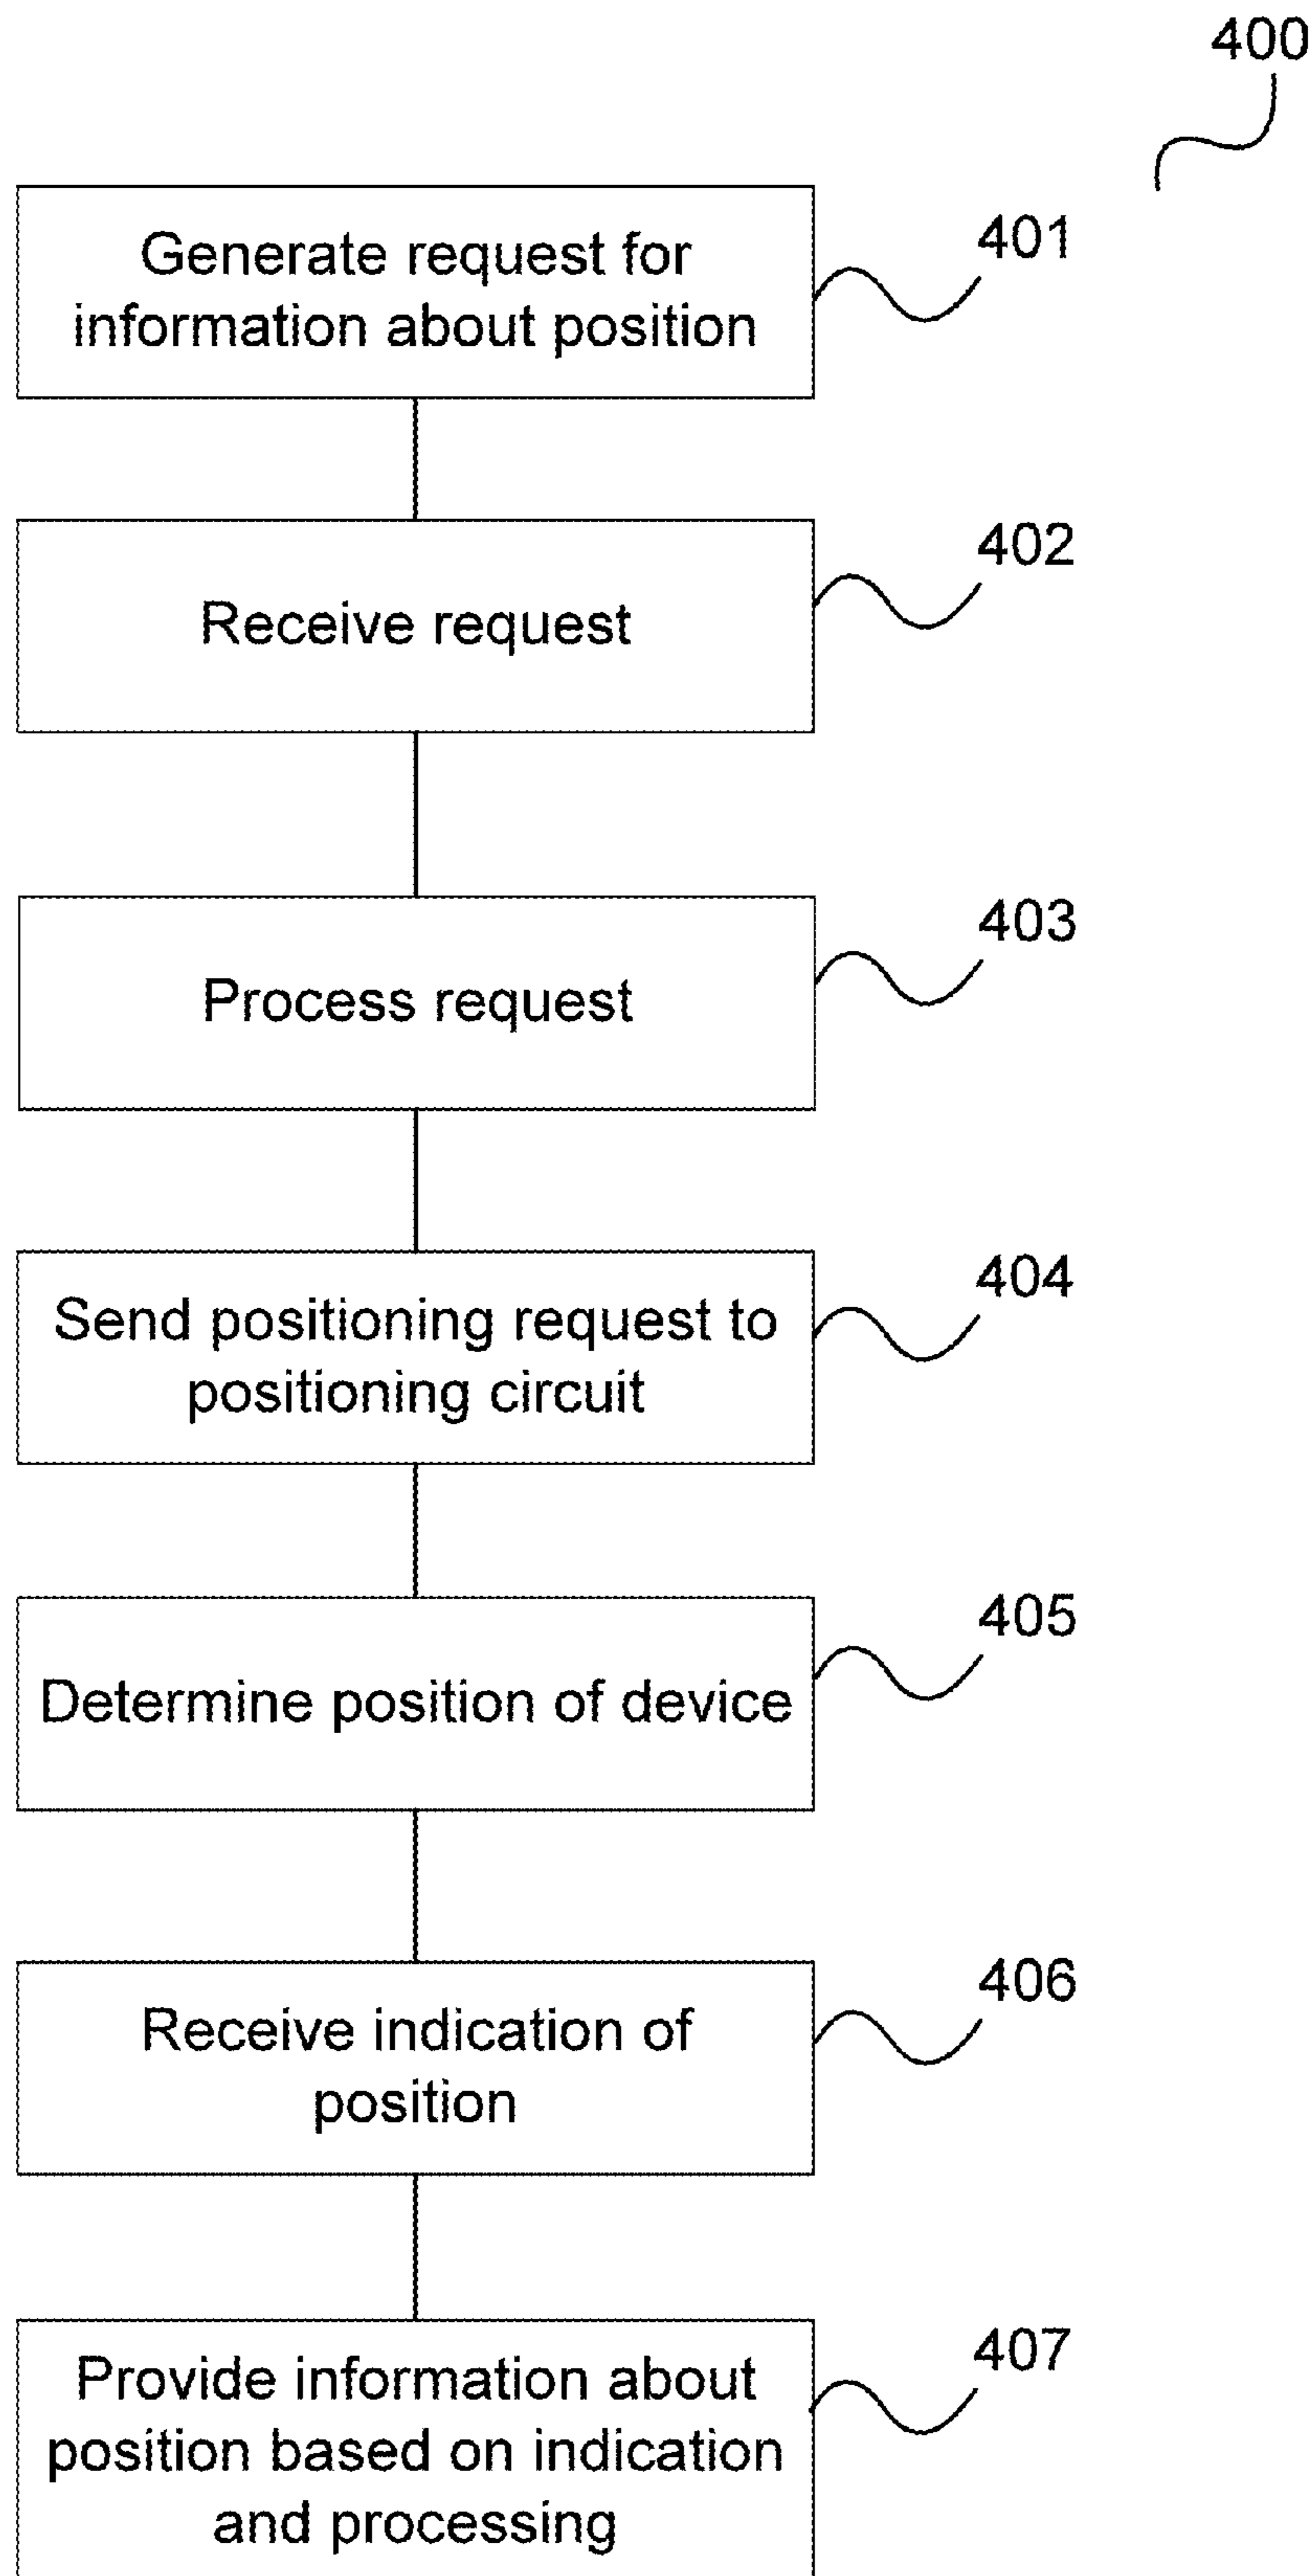 400
Generate request for
information about position
401
Receive request
402
Process request
403
Send positioning request to
positioning circuit
404
Determine position of device
405
Receive indication of
position
406
Provide information about
position based on indication
and processing
407